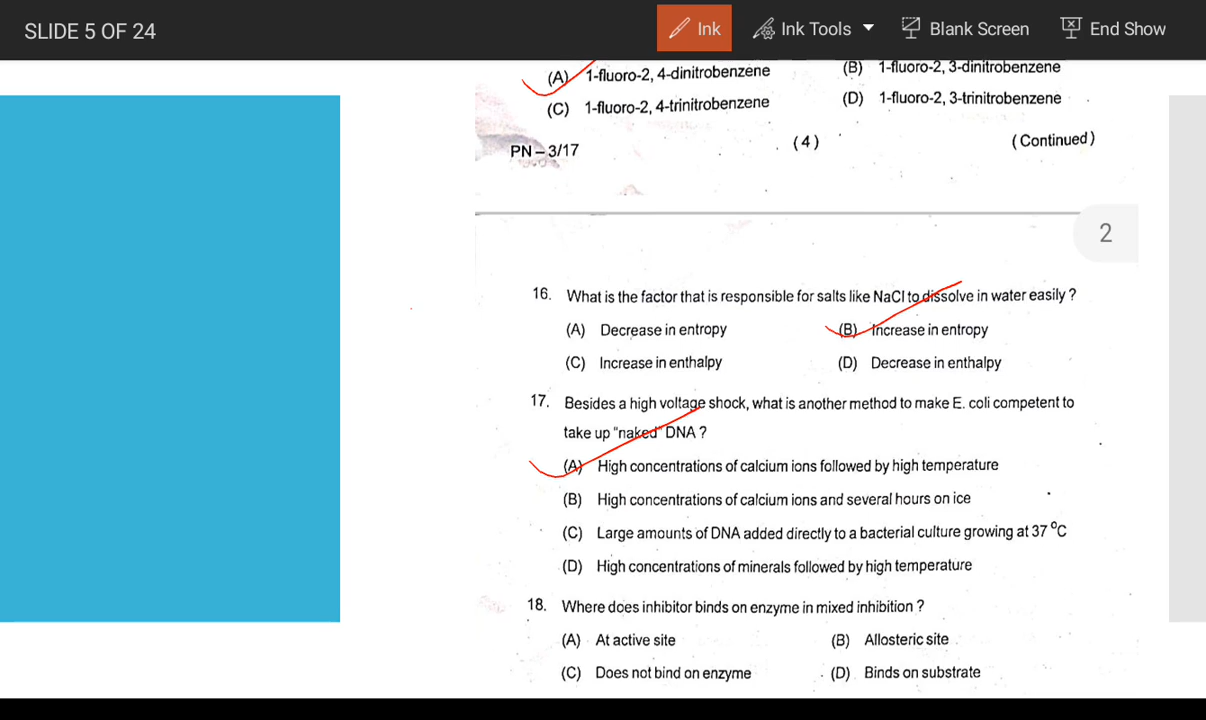 SLIDE 5 OF 24 Ink Ink Tools Blank Screen End Show
(A) 1-fluoro-2, 4-dinitrobenzene (B) 1-fluoro-2, 3-dinitrobenzene
(C) 1-fluoro-2, 4-trinitrobenzene (D) 1-fluoro-2, 3-trinitrobenzene
PN – 3/17 (4) (Continued)
2
16. What is the factor that is responsible for salts like NaCl to dissolve in water easily ?
(A) Decrease in entropy (B) Increase in entropy
(C) Increase in enthalpy (D) Decrease in enthalpy
17. Besides a high voltage shock, what is another method to make E. coli competent to
take up "naked" DNA ?
(A) High concentrations of calcium ions followed by high temperature
(B) High concentrations of calcium ions and several hours on ice
(C) Large amounts of DNA added directly to a bacterial culture growing at 37 °C
(D) High concentrations of minerals followed by high temperature
18. Where does inhibitor binds on enzyme in mixed inhibition ?
(A) At active site (B) Allosteric site
(C) Does not bind on enzyme (D) Binds on substrate